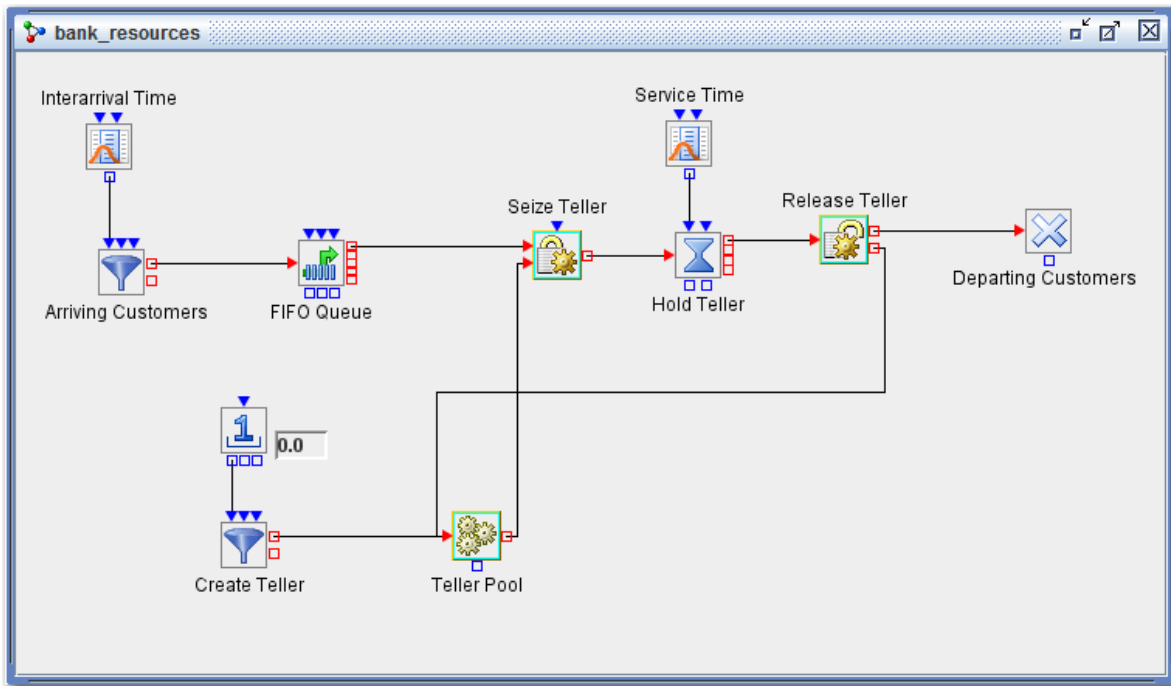 bank_resources
Interarrival Time
Service Time
Seize Teller
Release Teller
Arriving Customers
FIFO Queue
Hold Teller
Departing Customers
1
0.0
Create Teller
Teller Pool